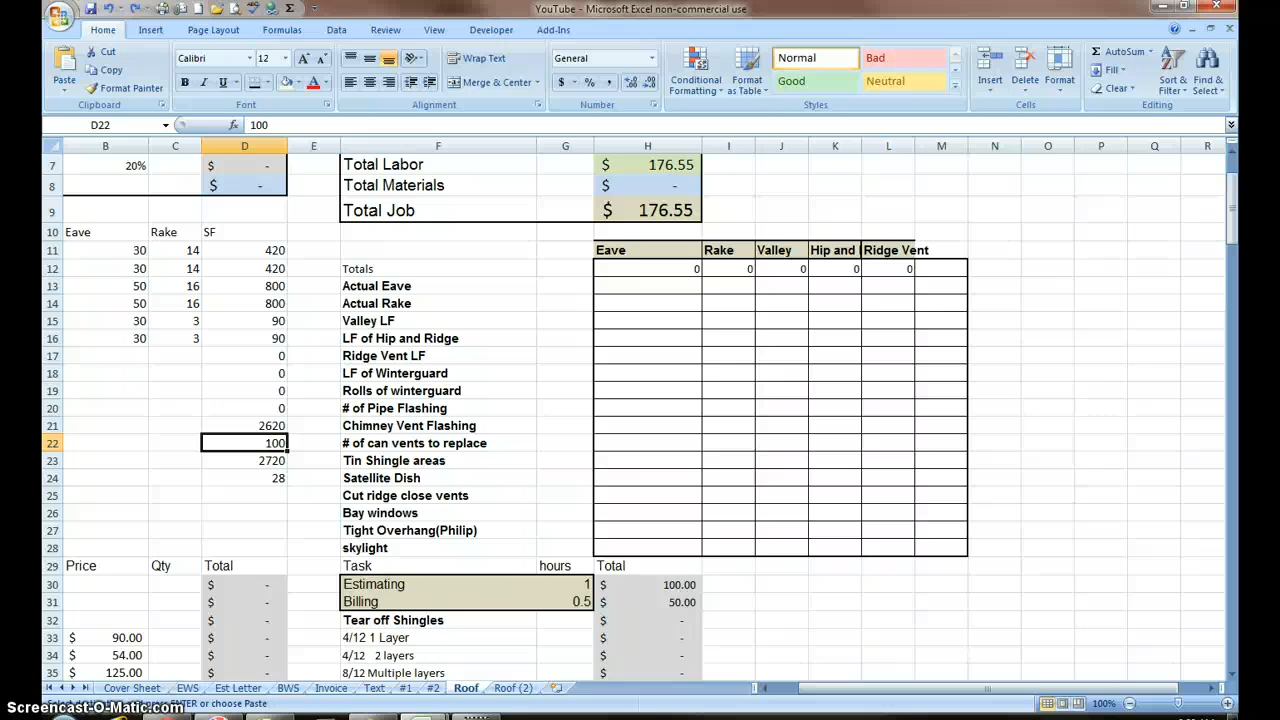 YouTube - Microsoft Excel non-commercial use
Home Insert Page Layout Formulas Data Review View Developer Add-Ins
Cut Calibri 12 Wrap Text General Normal Bad AutoSum
Paste Copy Conditional Formatting Format as Table Insert Delete Format Fill Sort & Filter Find & Select
Format Painter B I U Merge & Center $ % , Good Neutral Clear
Clipboard Font Alignment Number Styles Cells Editing
D22 fx 100
B C D E F G H I J K L M N O P Q R
7 20% $ - Total Labor $ 176.55
8 $ - Total Materials $ -
9 Total Job $ 176.55
10 Eave Rake SF
11 30 14 420 Eave Rake Valley Hip and Ridge Vent
12 30 14 420 Totals 0 0 0 0 0
13 50 16 800 Actual Eave
14 50 16 800 Actual Rake
15 30 3 90 Valley LF
16 30 3 90 LF of Hip and Ridge
17 0 Ridge Vent LF
18 0 LF of Winterguard
19 0 Rolls of winterguard
20 0 # of Pipe Flashing
21 2620 Chimney Vent Flashing
22 100 # of can vents to replace
23 2720 Tin Shingle areas
24 28 Satellite Dish
25 Cut ridge close vents
26 Bay windows
27 Tight Overhang(Philip)
28 skylight
29 Price Qty Total Task hours Total
30 $ - Estimating 1 $ 100.00
31 $ - Billing 0.5 $ 50.00
32 $ - Tear off Shingles $ -
33 $ 90.00 $ - 4/12 1 Layer $ -
34 $ 54.00 $ - 4/12 2 layers $ -
35 $ 125.00 $ - 8/12 Multiple layers $ -
Cover Sheet EWS Est Letter BWS Invoice Text #1 #2 Roof Roof (2)
ENTER or choose Paste 100%
Screencast-O-Matic.com